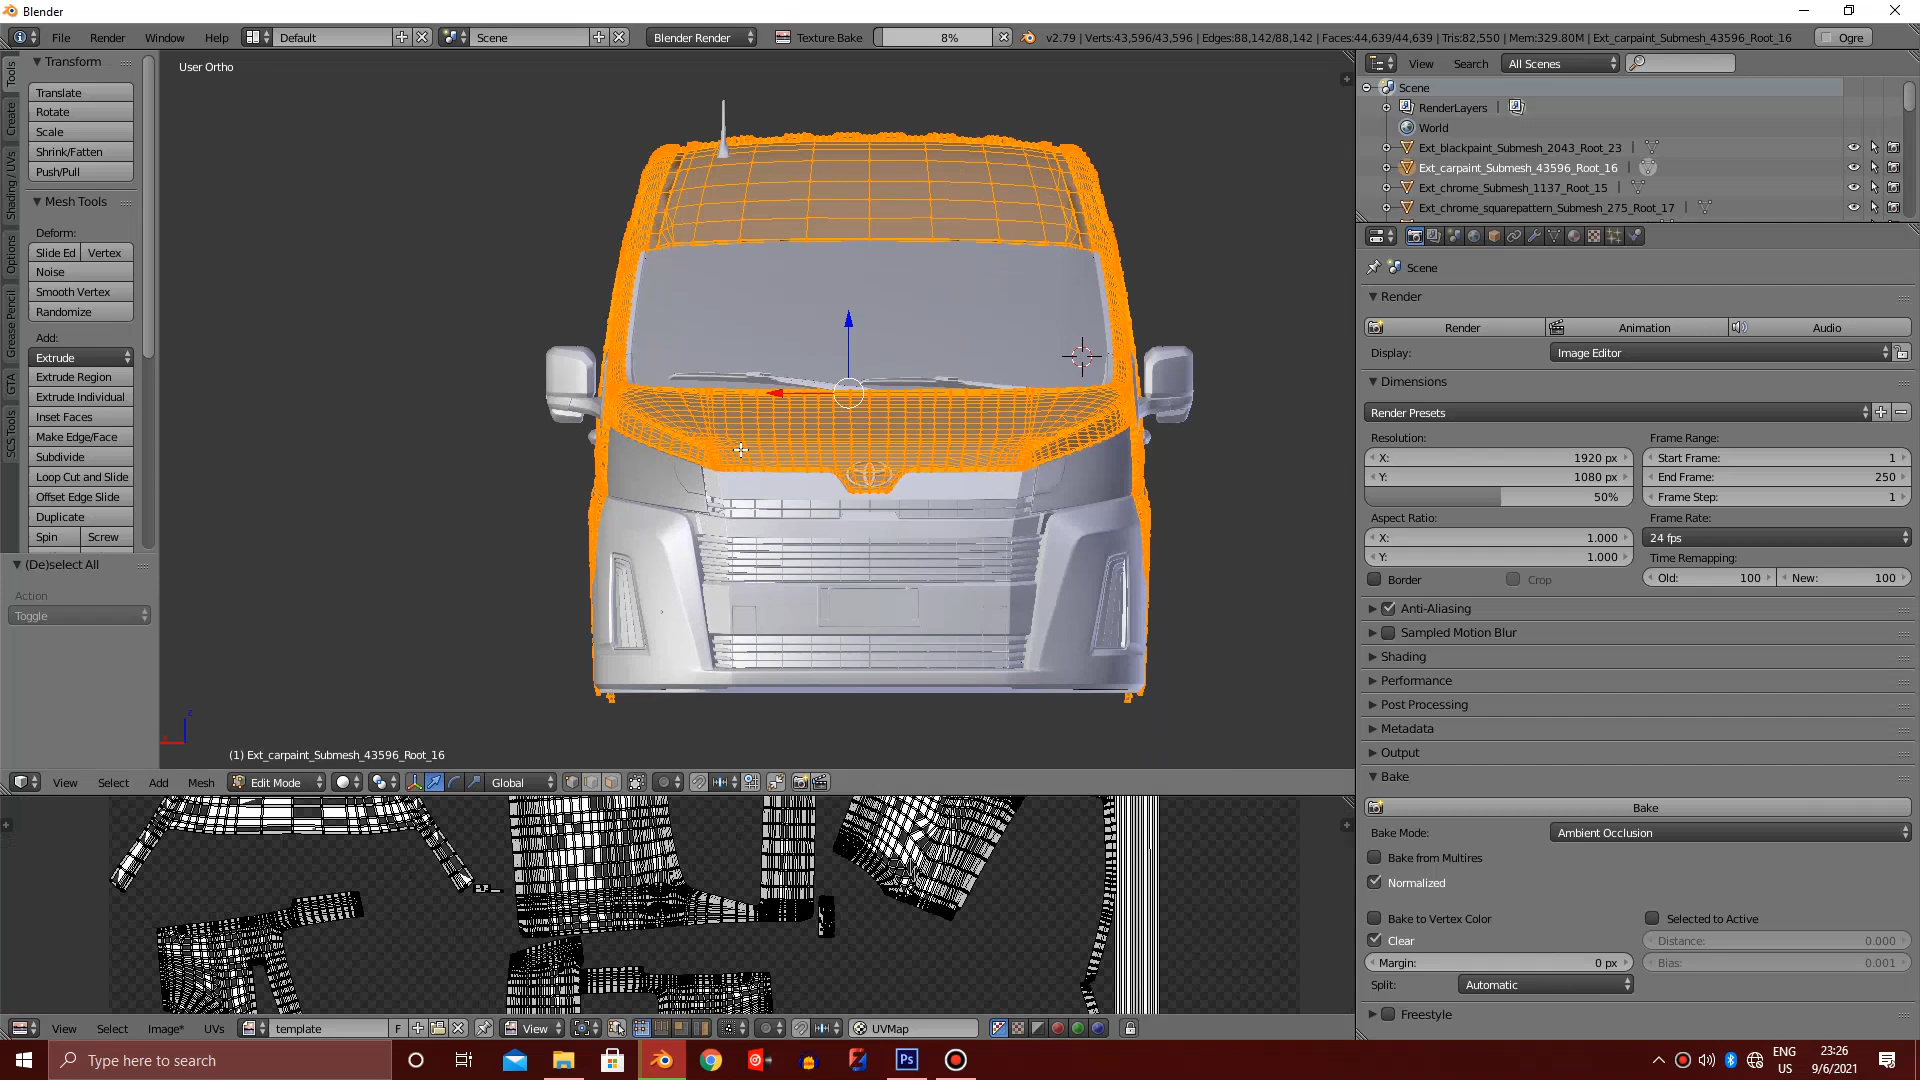 Blender
File Render Window Help Default Scene Blender Render Texture Bake 8% v2.79 | Verts:43,596/43,596 | Edges:88,142/88,142 | Faces:44,639/44,639 | Tris:82,550 | Mem:329.80M | Ext_carpaint_Submesh_43596_Root_16 Ogre
Tools
Create
Shading / UVs
Options
Grease Pencil
GTA
SCS Tools
Transform
Translate
Rotate
Scale
Shrink/Fatten
Push/Pull
Mesh Tools
Deform:
Slide Ed Vertex
Noise
Smooth Vertex
Randomize
Add:
Extrude
Extrude Region
Extrude Individual
Inset Faces
Make Edge/Face
Subdivide
Loop Cut and Slide
Offset Edge Slide
Duplicate
Spin Screw
(De)select All
Action
Toggle
User Ortho
z
(1) Ext_carpaint_Submesh_43596_Root_16
View Select Add Mesh Edit Mode Global
View Select Image* UVs template F View UVMap
View Search All Scenes
Scene
RenderLayers |
World
Ext_blackpaint_Submesh_2043_Root_23 |
Ext_carpaint_Submesh_43596_Root_16 |
Ext_chrome_Submesh_1137_Root_15 |
Ext_chrome_squarepattern_Submesh_275_Root_17 |
Scene
Render
Render Animation Audio
Display: Image Editor
Dimensions
Render Presets
Resolution: Frame Range:
X: 1920 px Start Frame: 1
Y: 1080 px End Frame: 250
50% Frame Step: 1
Aspect Ratio: Frame Rate:
X: 1.000 24 fps
Y: 1.000 Time Remapping:
Border Crop Old: 100 New: 100
Anti-Aliasing
Sampled Motion Blur
Shading
Performance
Post Processing
Metadata
Output
Bake
Bake
Bake Mode: Ambient Occlusion
Bake from Multires
Normalized
Bake to Vertex Color Selected to Active
Clear Distance: 0.000
Margin: 0 px Bias: 0.001
Split: Automatic
Freestyle
Type here to search
Ps
ENG
US
23:26
9/6/2021